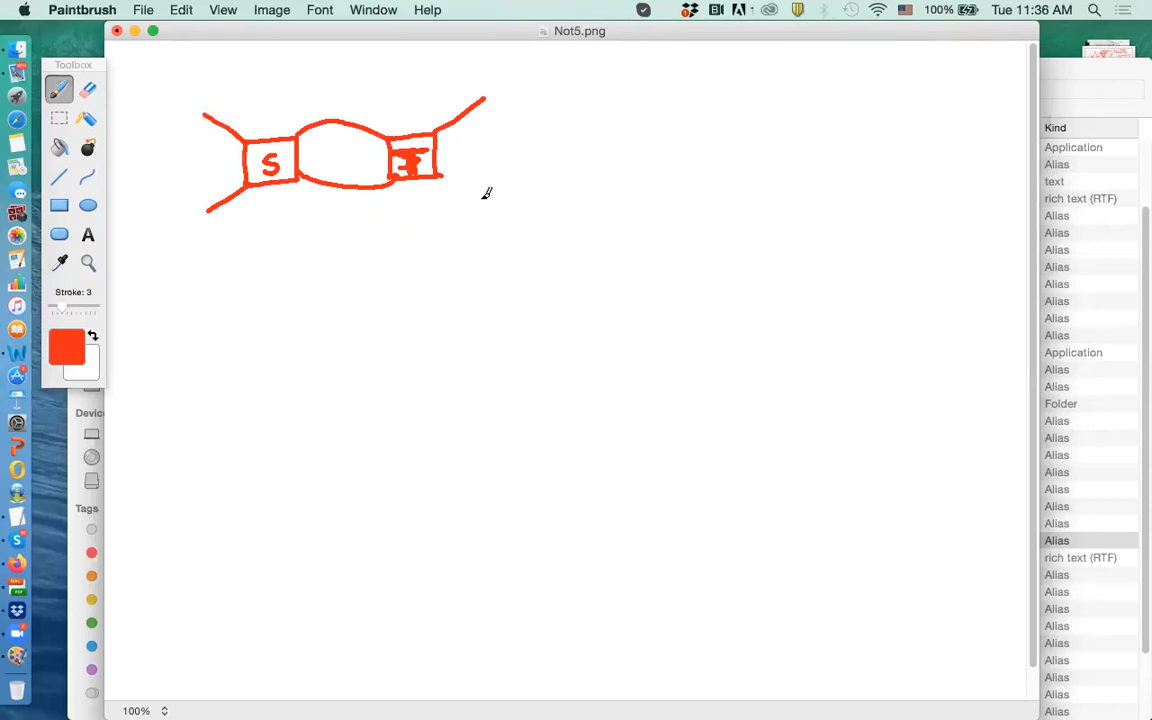 Paintbrush File Edit View Image Font Window Help 100% Tue 11:36 AM
Not5.png
Toolbox
A
Stroke: 3
S
Kind
Application
Alias
text
rich text (RTF)
Alias
Alias
Alias
Alias
Alias
Alias
Alias
Alias
Application
Alias
Alias
Folder
Alias
Alias
Alias
Alias
Alias
Alias
Alias
Alias
rich text (RTF)
Alias
Alias
Alias
Alias
Alias
Alias
Alias
Alias
Alias
Devic
Tags
100%